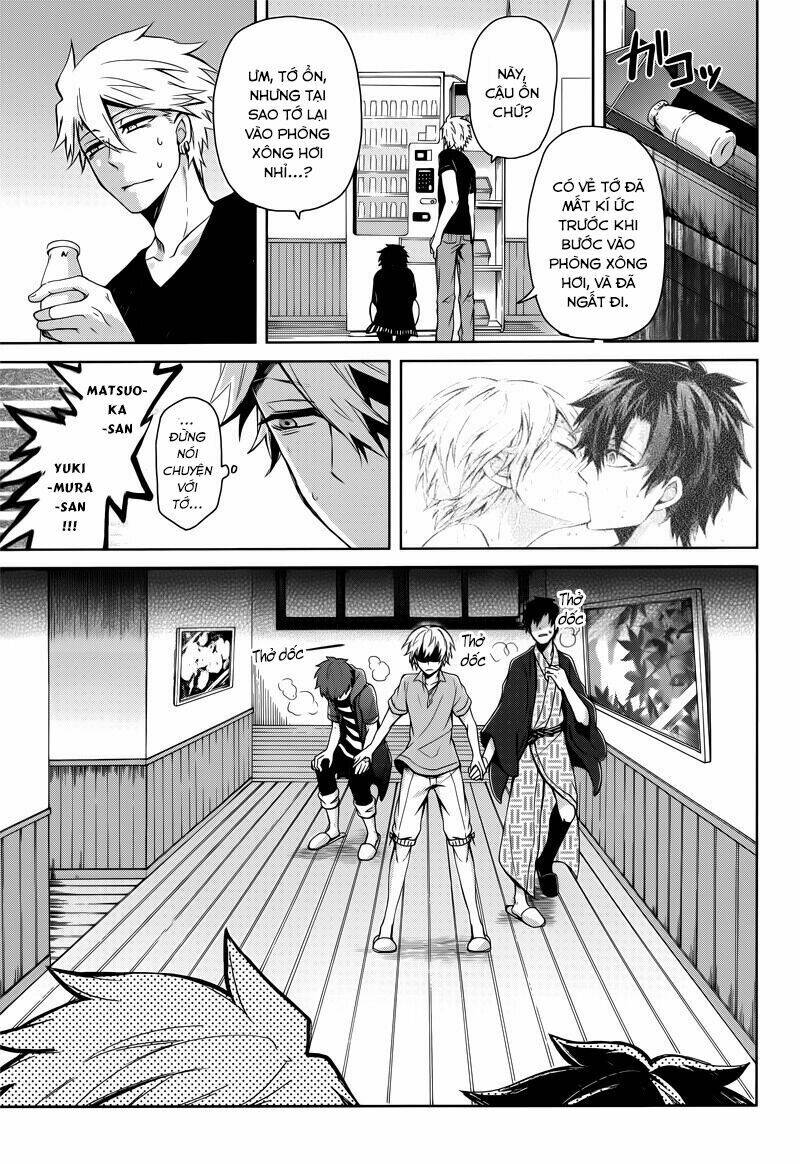 ガコッ
NÀY,
CẬU ỔN
CHỨ?
CÓ VẺ TỚ ĐÃ
MẤT KÍ ỨC
TRƯỚC KHI
BƯỚC VÀO
PHÒNG XÔNG
HƠI, VÀ ĐÃ
NGẤT ĐI.
ƯM, TỚ ỔN,
NHƯNG TẠI
SAO TỚ LẠI
VÀO PHÒNG
XÔNG HƠI
NHỈ...?
...
ĐỪNG
NÓI
CHUYỆN
VỚI
TỚ...
MATSUO-
KA
-SAN
YUKI
-MURA
-SAN
!!!
Thở dốc
Thở
dốc
Thở dốc